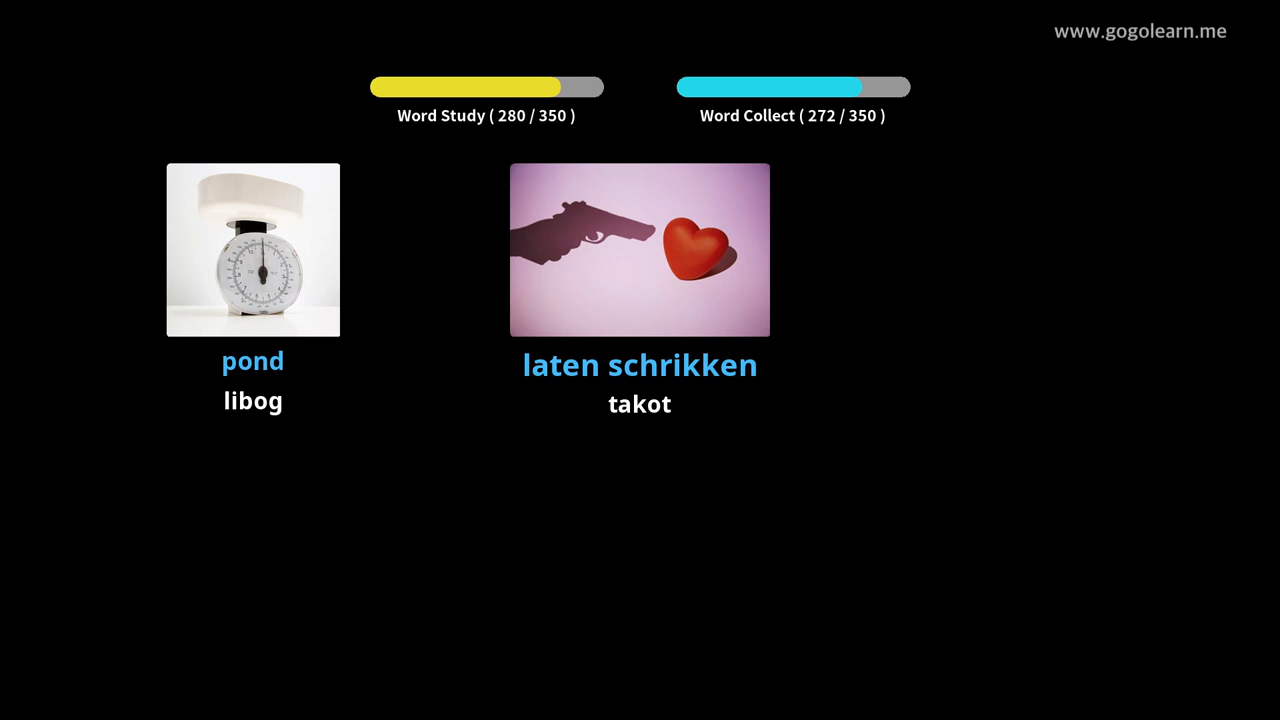 www.gogolearn.me
Word Study ( 280 / 350 )
Word Collect ( 272 / 350 )
pond
libog
laten schrikken
takot